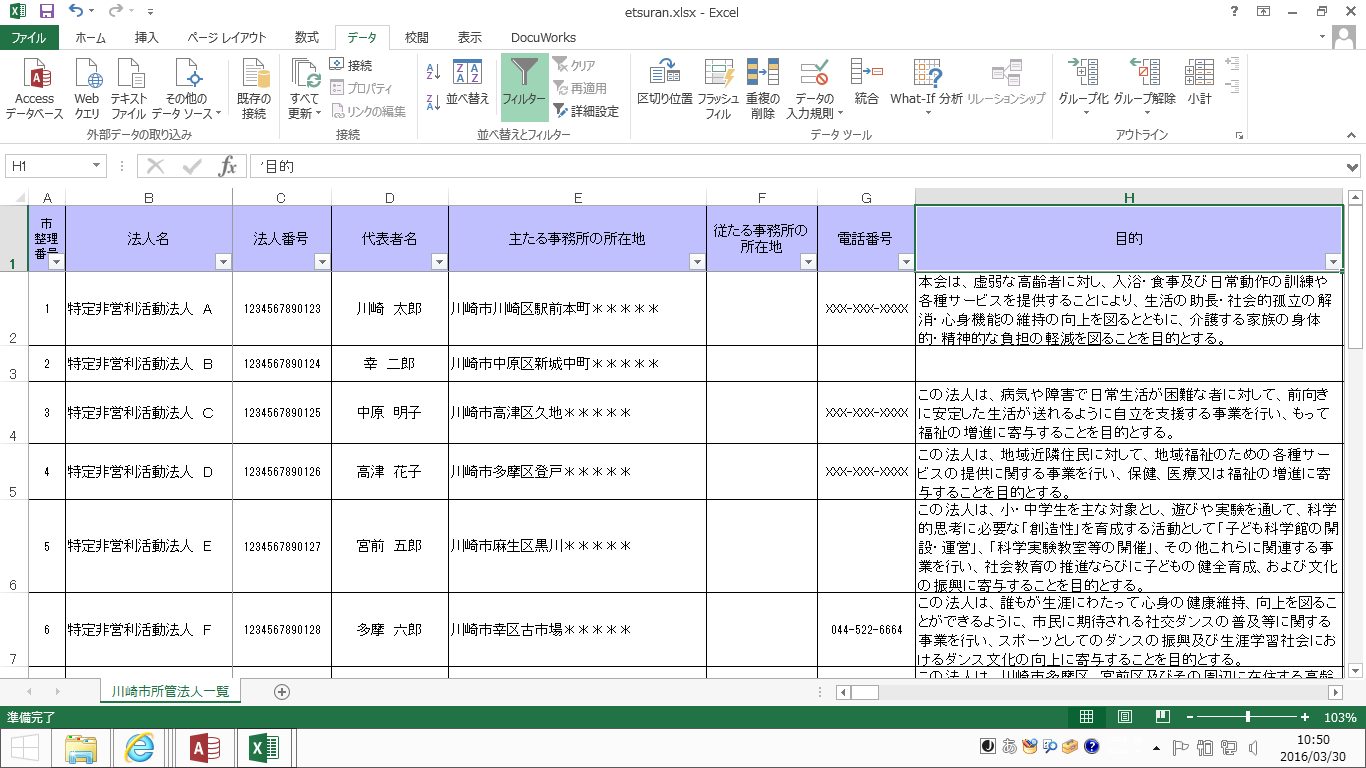 etsuran.xlsx - Excel
ファイル ホーム 挿入 ページ レイアウト 数式 データ 校閲 表示 DocuWorks
Access
データベース
Web
クエリ
テキスト
ファイル
その他の
データ ソース
既存の
接続
外部データの取り込み
すべて
更新
接続
プロパティ
リンクの編集
接続
並べ替え
フィルター
クリア
再適用
詳細設定
並べ替えとフィルター
区切り位置
フラッシュ
フィル
重複の
削除
データの
入力規則
統合
What-If 分析
リレーションシップ
データ ツール
グループ化
グループ解除
小計
アウトライン
H1
'目的
A B C D E F G H
1
市
整理
番号
法人名
法人番号
代表者名
主たる事務所の所在地
従たる事務所の
所在地
電話番号
目的
2
1 特定非営利活動法人 A 1234567890123 川崎 太郎 川崎市川崎区駅前本町＊＊＊＊＊ XXX-XXX-XXXX
本会は、虚弱な高齢者に対し、入浴・食事及び日常動作の訓練や
各種サービスを提供することにより、生活の助長・社会的孤立の解
消・心身機能の維持の向上を図るとともに、介護する家族の身体
的・精神的な負担の軽減を図ることを目的とする。
3
2 特定非営利活動法人 B 1234567890124 幸 二郎 川崎市中原区新城中町＊＊＊＊＊
4
3 特定非営利活動法人 C 1234567890125 中原 明子 川崎市高津区久地＊＊＊＊＊ XXX-XXX-XXXX
この法人は、病気や障害で日常生活が困難な者に対して、前向き
に安定した生活が送れるように自立を支援する事業を行い、もって
福祉の増進に寄与することを目的とする。
5
4 特定非営利活動法人 D 1234567890126 高津 花子 川崎市多摩区登戸＊＊＊＊＊ XXX-XXX-XXXX
この法人は、地域近隣住民に対して、地域福祉のための各種サー
ビスの提供に関する事業を行い、保健、医療又は福祉の増進に寄
与することを目的とする。
6
5 特定非営利活動法人 E 1234567890127 宮前 五郎 川崎市麻生区黒川＊＊＊＊＊
この法人は、小・中学生を主な対象とし、遊びや実験を通して、科学
的思考に必要な「創造性」を育成する活動として「子ども科学館の開
設・運営」、「科学実験教室等の開催」、その他これらに関連する事
業を行い、社会教育の推進ならびに子どもの健全育成、および文化
の振興に寄与することを目的とする。
7
6 特定非営利活動法人 F 1234567890128 多摩 六郎 川崎市幸区古市場＊＊＊＊＊ 044-522-6664
この法人は、誰もが生涯にわたって心身の健康維持、向上を図るこ
とができるように、市民に期待される社交ダンスの普及等に関する
事業を行い、スポーツとしてのダンスの振興及び生涯学習社会にお
けるダンス文化の向上に寄与することを目的とする。
この法人は、川崎市多摩区、宮前区及びその周辺に在住する高齢
川崎市所管法人一覧
準備完了
103%
10:50
2016/03/30